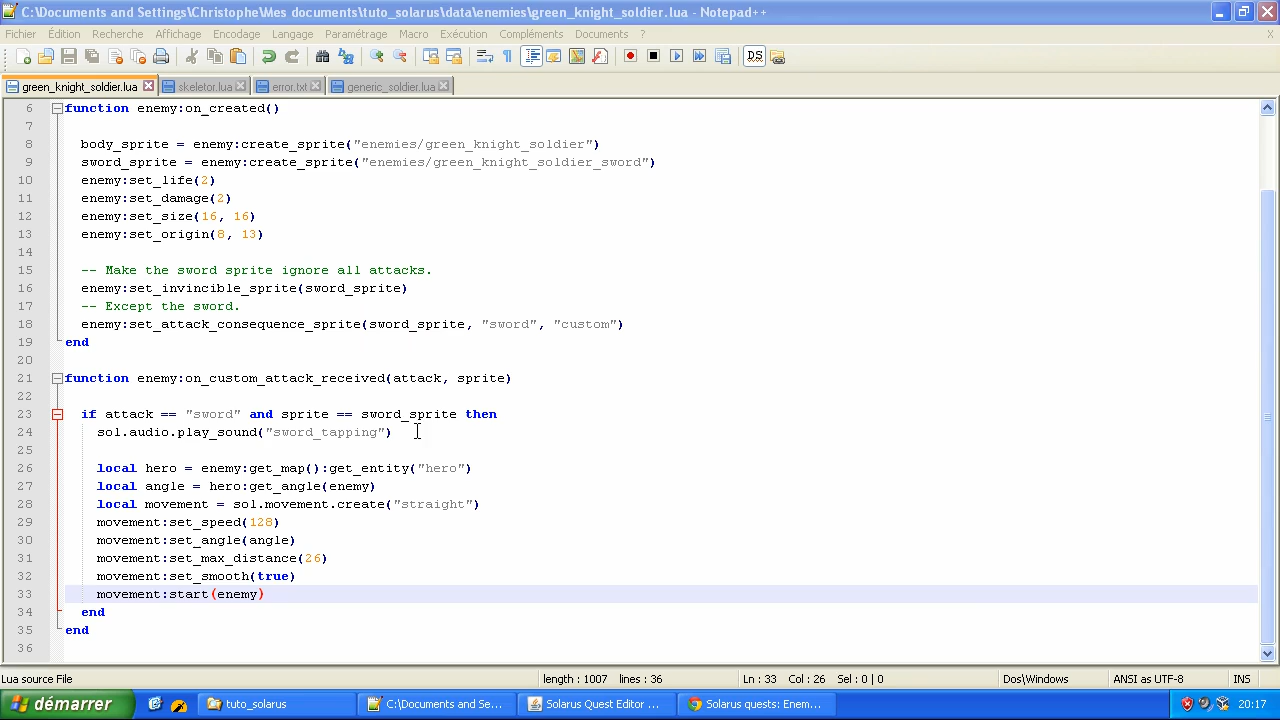 C:\Documents and Settings\Christophe\Mes documents\tuto_solarus\data\enemies\green_knight_soldier.lua - Notepad++
Fichier Édition Recherche Affichage Encodage Langage Paramétrage Macro Exécution Compléments Documents ? X
green_knight_soldier.lua skeletor.lua error.txt generic_soldier.lua
6 function enemy:on_created()
7
8 body_sprite = enemy:create_sprite("enemies/green_knight_soldier")
9 sword_sprite = enemy:create_sprite("enemies/green_knight_soldier_sword")
10 enemy:set_life(2)
11 enemy:set_damage(2)
12 enemy:set_size(16, 16)
13 enemy:set_origin(8, 13)
14
15 -- Make the sword sprite ignore all attacks.
16 enemy:set_invincible_sprite(sword_sprite)
17 -- Except the sword.
18 enemy:set_attack_consequence_sprite(sword_sprite, "sword", "custom")
19 end
20
21 function enemy:on_custom_attack_received(attack, sprite)
22
23 if attack == "sword" and sprite == sword_sprite then
24 sol.audio.play_sound("sword_tapping")
25
26 local hero = enemy:get_map():get_entity("hero")
27 local angle = hero:get_angle(enemy)
28 local movement = sol.movement.create("straight")
29 movement:set_speed(128)
30 movement:set_angle(angle)
31 movement:set_max_distance(26)
32 movement:set_smooth(true)
33 movement:start(enemy)
34 end
35 end
36
Lua source File length : 1007 lines : 36 Ln : 33 Col : 26 Sel : 0 | 0 Dos\Windows ANSI as UTF-8 INS
démarrer tuto_solarus C:\Documents and Se... Solarus Quest Editor ... Solarus quests: Enem... 20:17